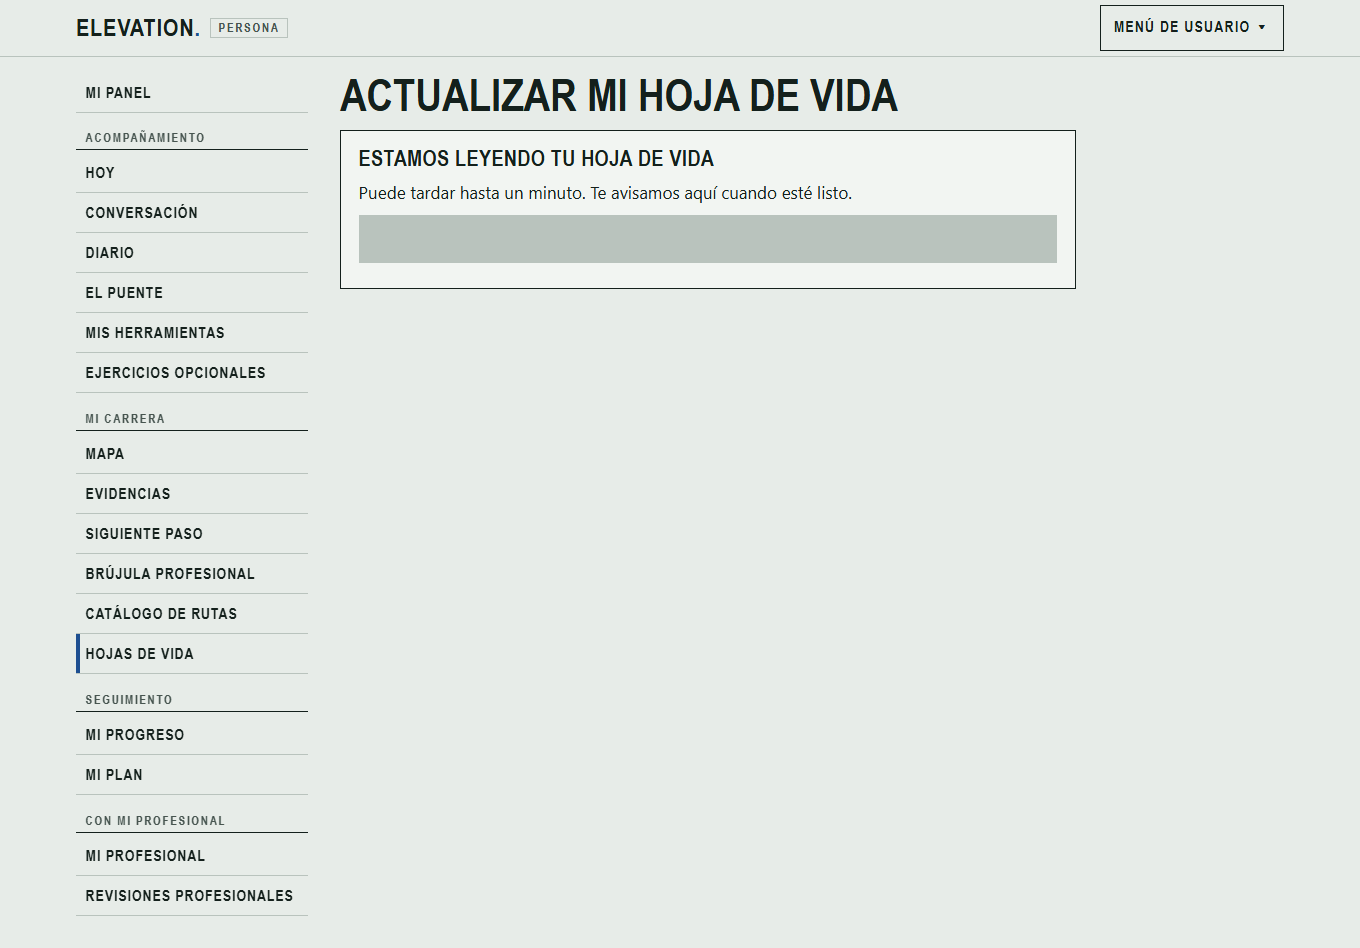 ELEVATION. PERSONA
MENÚ DE USUARIO
MI PANEL
ACOMPAÑAMIENTO
HOY
CONVERSACIÓN
DIARIO
EL PUENTE
MIS HERRAMIENTAS
EJERCICIOS OPCIONALES
MI CARRERA
MAPA
EVIDENCIAS
SIGUIENTE PASO
BRÚJULA PROFESIONAL
CATÁLOGO DE RUTAS
HOJAS DE VIDA
SEGUIMIENTO
MI PROGRESO
MI PLAN
CON MI PROFESIONAL
MI PROFESIONAL
REVISIONES PROFESIONALES
ACTUALIZAR MI HOJA DE VIDA
ESTAMOS LEYENDO TU HOJA DE VIDA
Puede tardar hasta un minuto. Te avisamos aquí cuando esté listo.